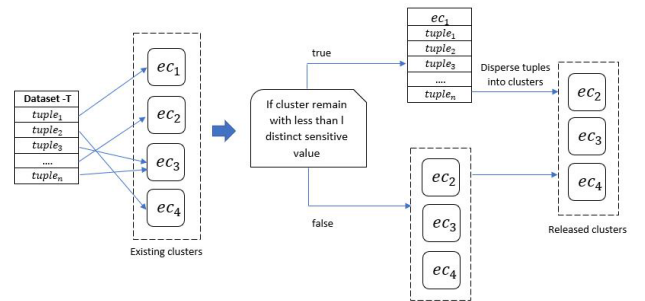 Dataset -T
tuple₁
tuple₂
tuple₃
....
tupleₙ
ec₁
ec₂
ec₃
ec₄
Existing clusters
If cluster remain
with less than l
distinct sensitive
value
true
false
ec₁
tuple₁
tuple₂
tuple₃
....
tupleₙ
ec₂
ec₃
ec₄
Disperse tuples
into clusters
ec₂
ec₃
ec₄
Released clusters